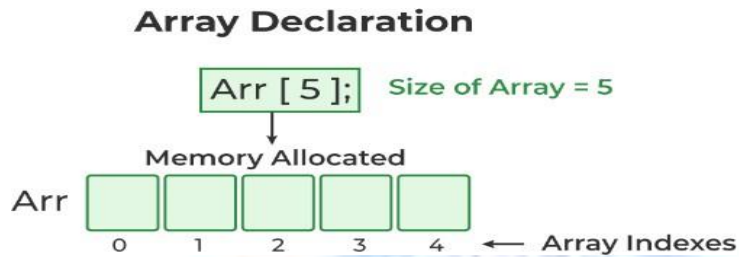 Array Declaration
Arr [ 5 ]; Size of Array = 5
Memory Allocated
Arr
0 1 2 3 4 Array Indexes